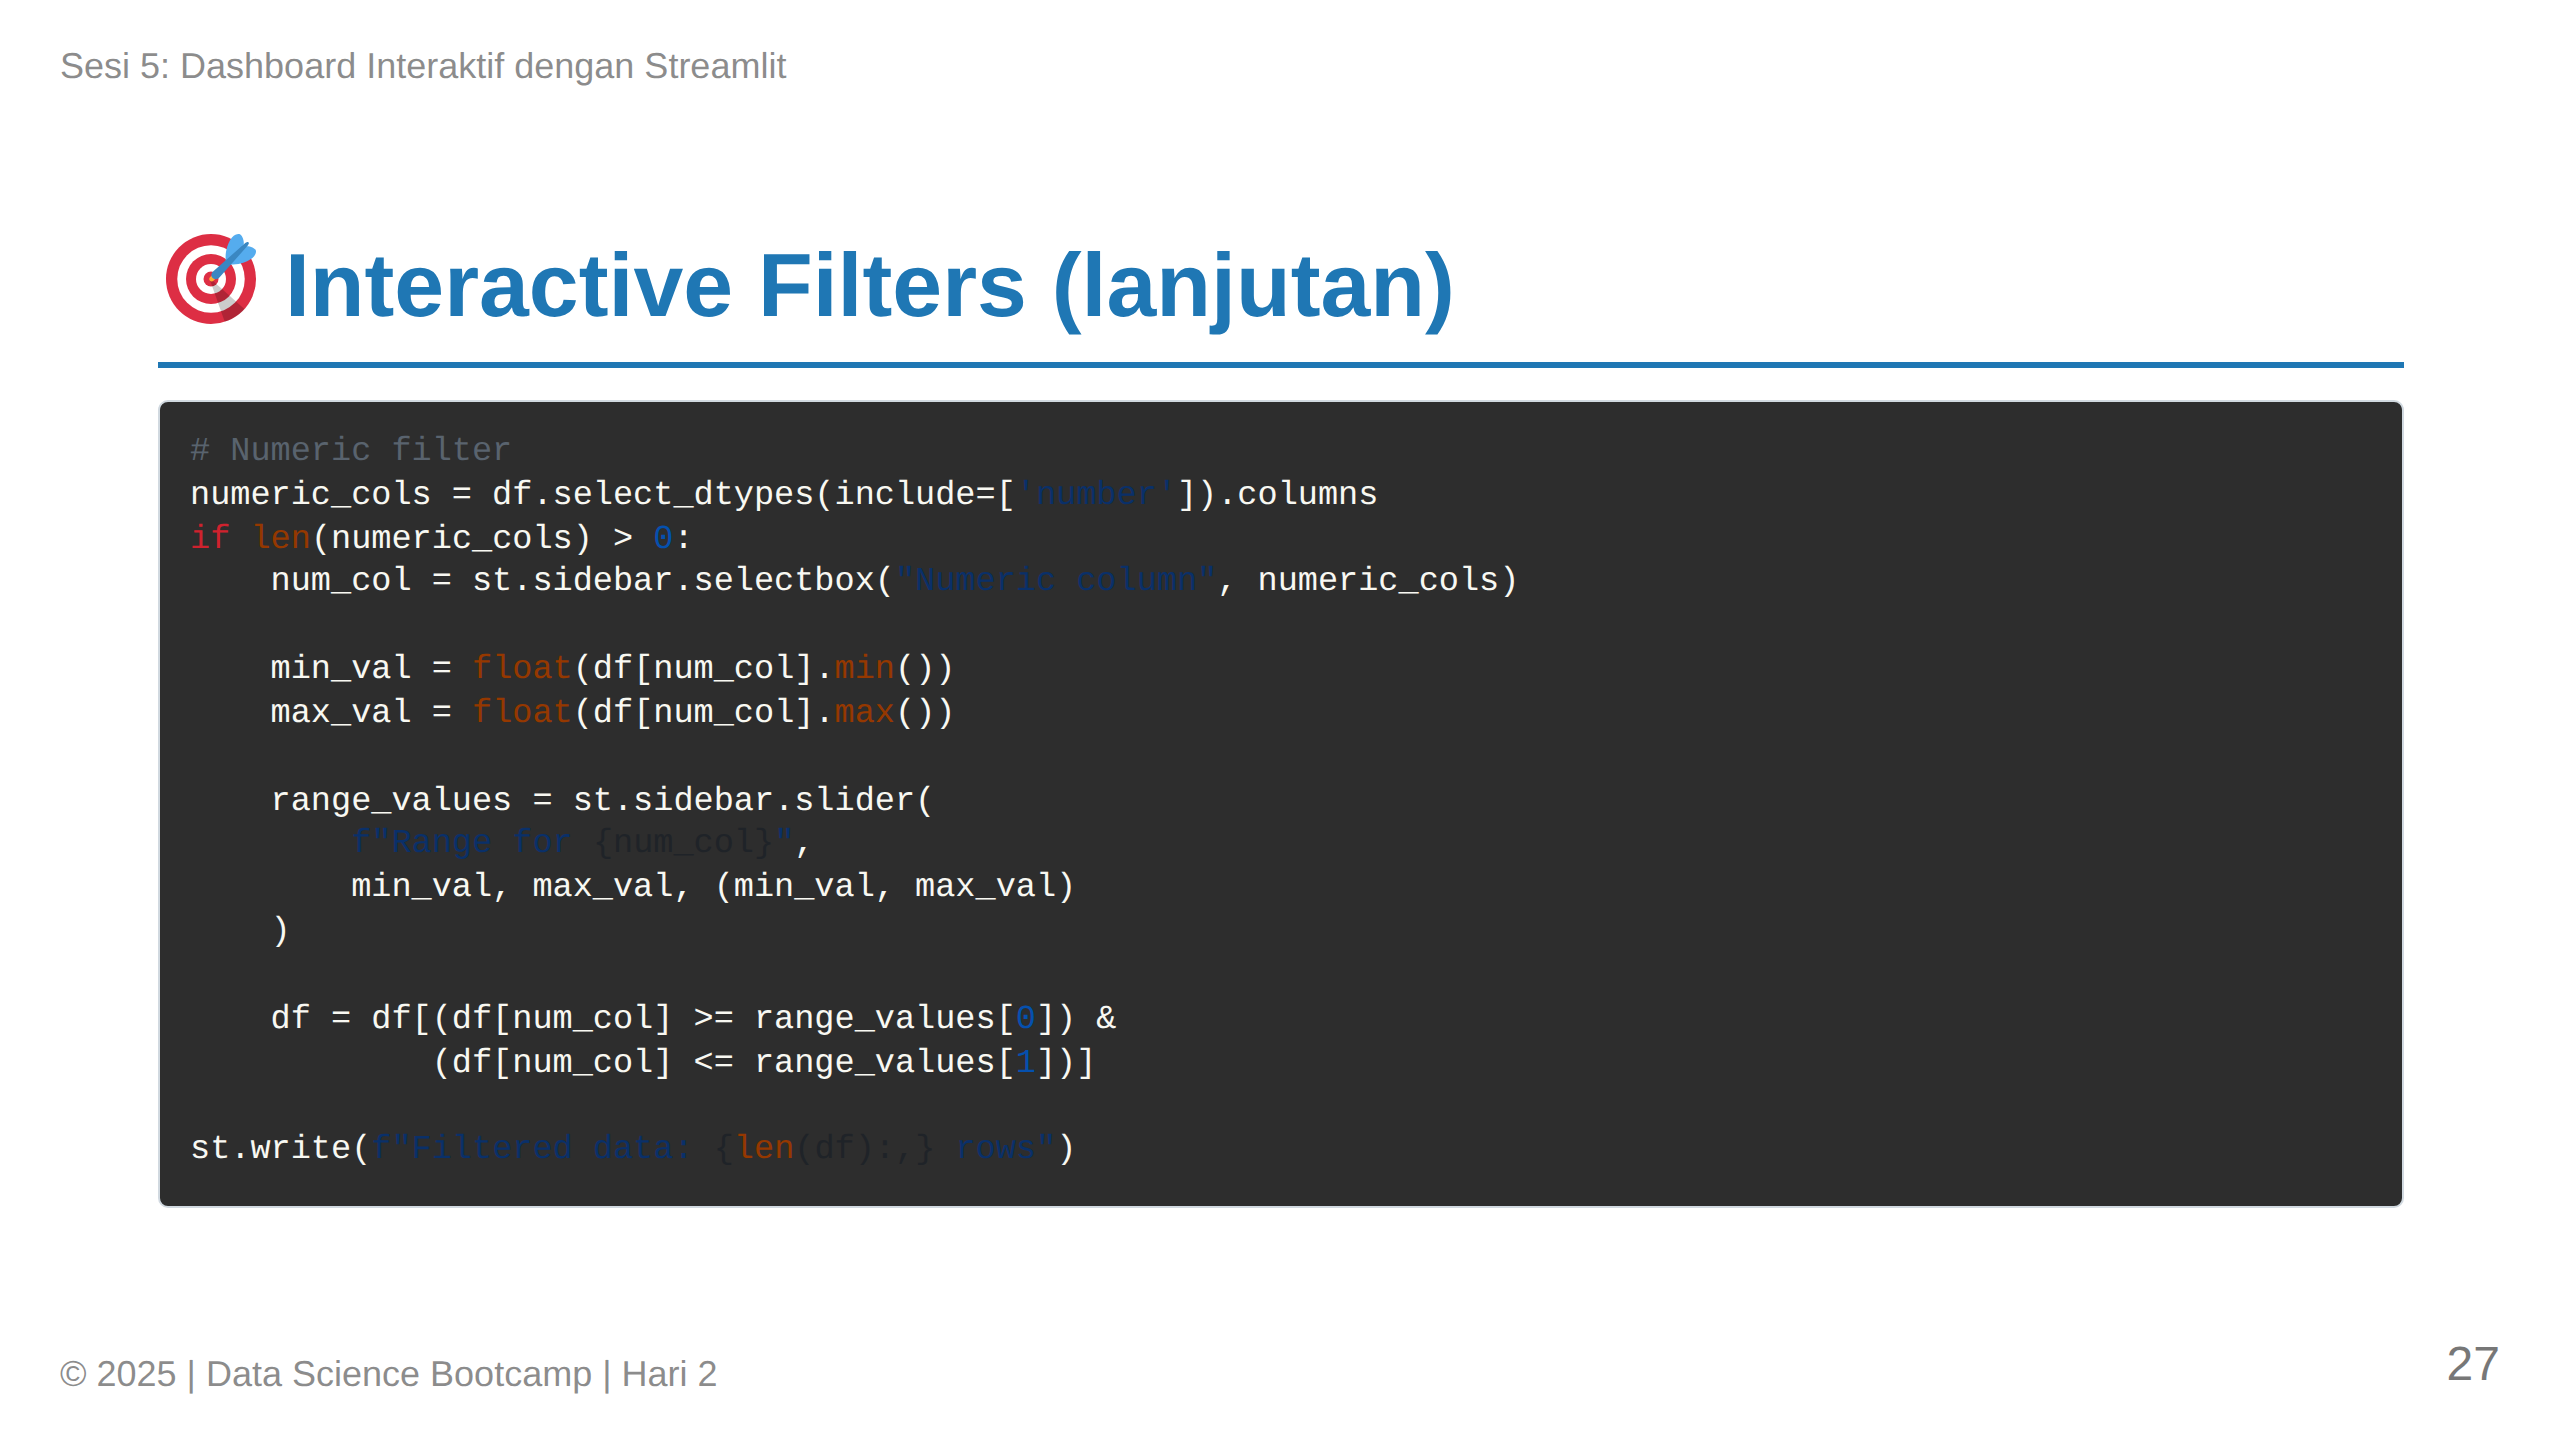 Sesi 5: Dashboard Interaktif dengan Streamlit
🎯 Interactive Filters (lanjutan)
# Numeric filter
numeric_cols = df.select_dtypes(include=['number']).columns
if len(numeric_cols) > 0:
    num_col = st.sidebar.selectbox("Numeric column", numeric_cols)

    min_val = float(df[num_col].min())
    max_val = float(df[num_col].max())

    range_values = st.sidebar.slider(
        f"Range for {num_col}",
        min_val, max_val, (min_val, max_val)
    )

    df = df[(df[num_col] >= range_values[0]) &
            (df[num_col] <= range_values[1])]

st.write(f"Filtered data: {len(df):,} rows")
© 2025 | Data Science Bootcamp | Hari 2
27